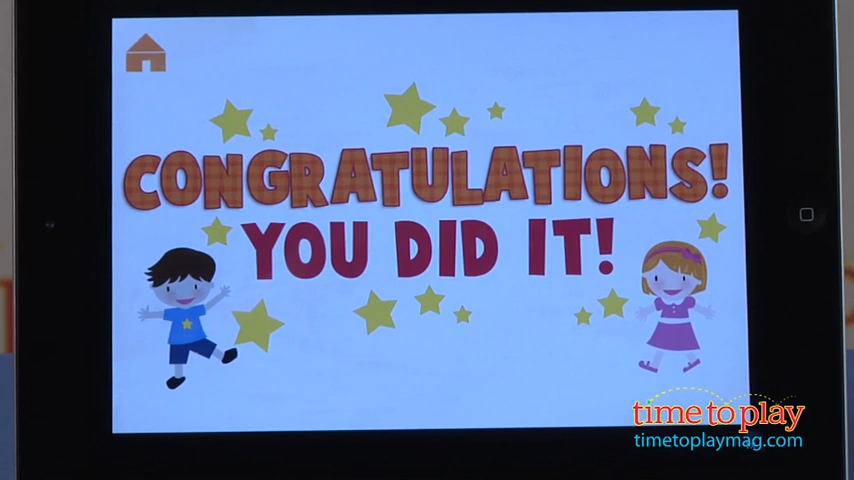 CONGRATULATIONS!
YOU DID IT!
time to play
timetoplaymag.com